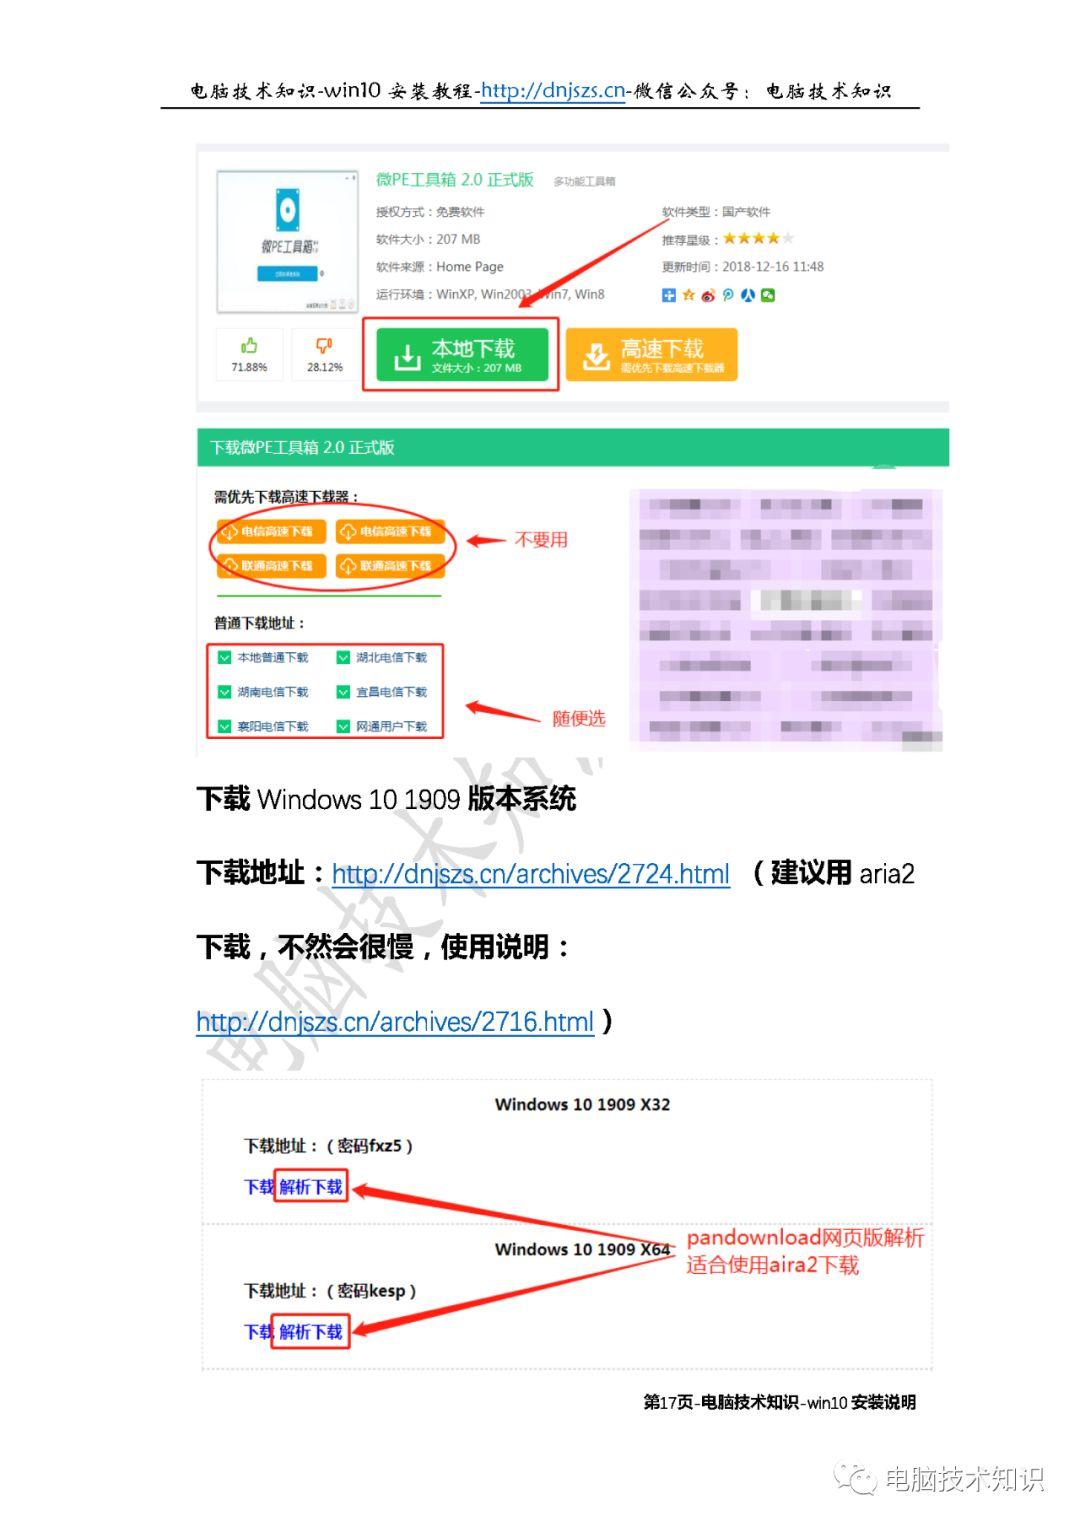 电脑技术知识-win10 安装教程-http://dnjszs.cn-微信公众号：电脑技术知识
微PE工具箱 2.0 正式版 多功能工具箱
授权方式：免费软件 软件类型：国产软件
软件大小：207 MB 推荐星级：
软件来源：Home Page 更新时间：2018-12-16 11:48
运行环境：WinXP, Win2003, Win7, Win8
微PE工具箱
71.88% 28.12%
本地下载 高速下载
文件大小：207 MB 需优先下载高速下载器
下载微PE工具箱 2.0 正式版
需优先下载高速下载器：
电信高速下载 电信高速下载
不要用
联通高速下载 联通高速下载
普通下载地址：
本地普通下载 湖北电信下载
湖南电信下载 宜昌电信下载
随便选
襄阳电信下载 网通用户下载
下载 Windows 10 1909 版本系统
下载地址：http://dnjszs.cn/archives/2724.html （建议用 aria2
下载，不然会很慢，使用说明：
http://dnjszs.cn/archives/2716.html ）
电脑技术知识
Windows 10 1909 X32
下载地址：（密码fxz5）
下载 解析下载
Windows 10 1909 X64
pandownload网页版解析
适合使用aira2下载
下载地址：（密码kesp）
下载 解析下载
第17页-电脑技术知识-win10 安装说明
电脑技术知识